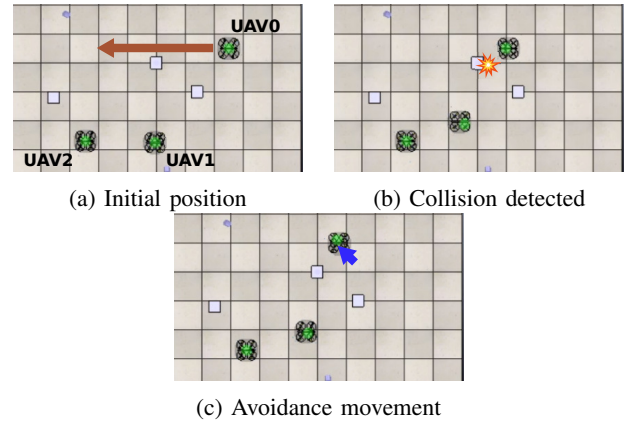 UAV0
UAV2
UAV1
(a) Initial position
(b) Collision detected
(c) Avoidance movement